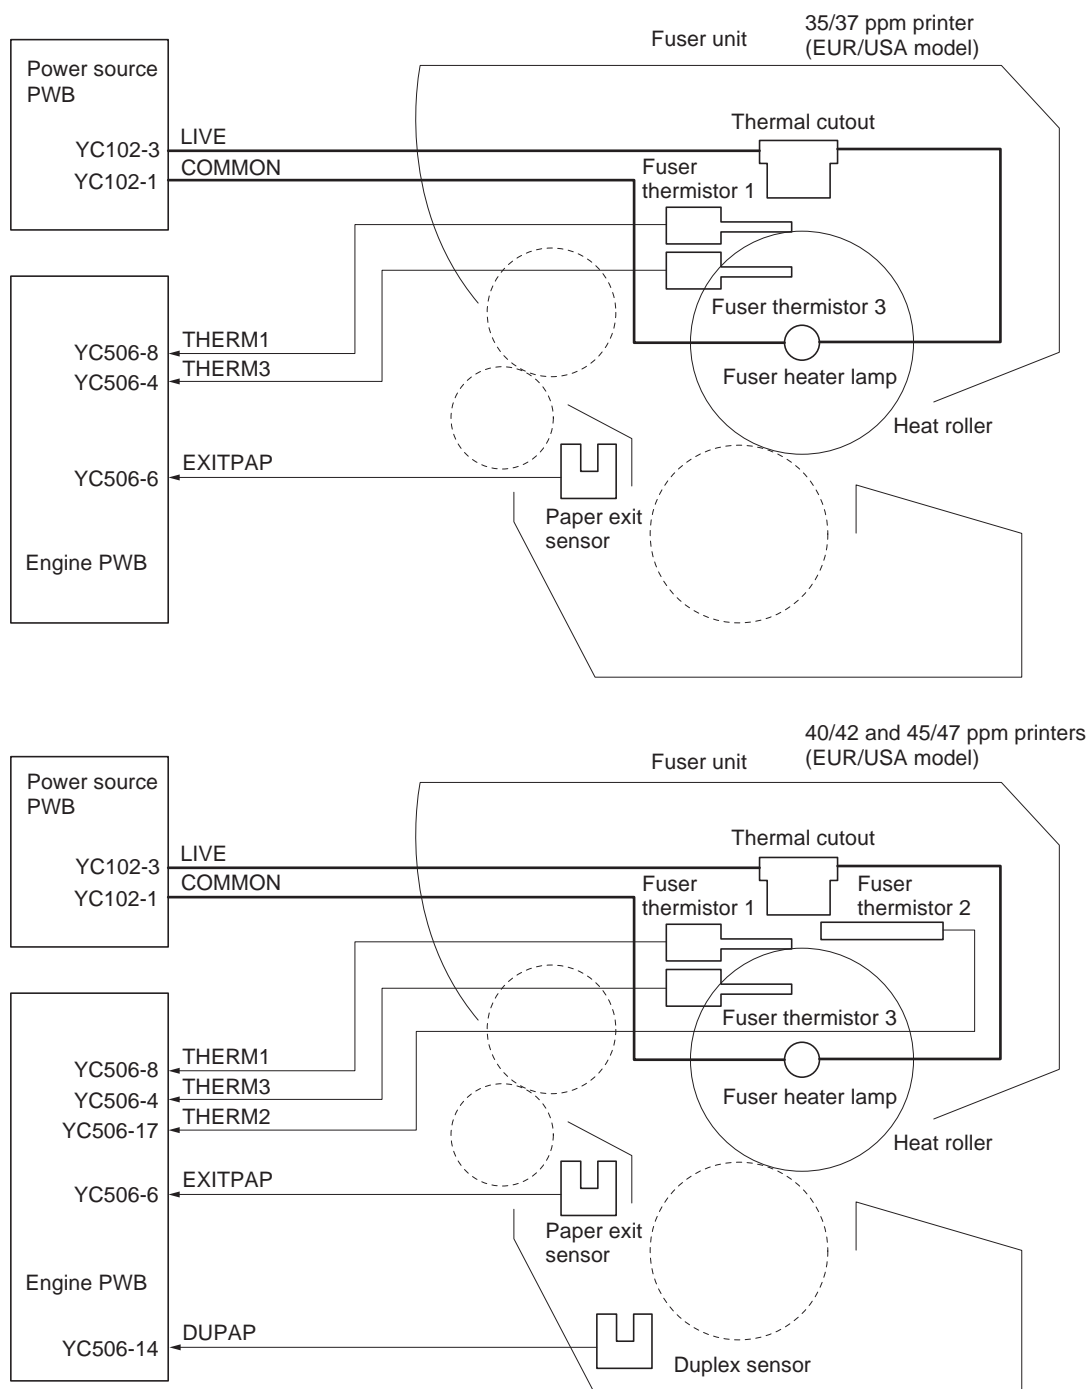 35/37 ppm printer
(EUR/USA model)
Fuser unit
Power source
PWB
Thermal cutout
LIVE
YC102-3
COMMON
YC102-1
Fuser
thermistor 1
Fuser thermistor 3
THERM1
YC506-8
THERM3
YC506-4
Fuser heater lamp
Heat roller
EXITPAP
YC506-6
Paper exit
sensor
Engine PWB
40/42 and 45/47 ppm printers
(EUR/USA model)
Fuser unit
Power source
PWB
Thermal cutout
LIVE
YC102-3
COMMON
YC102-1
Fuser
thermistor 1
Fuser
thermistor 2
Fuser thermistor 3
THERM1
YC506-8
THERM3
YC506-4
Fuser heater lamp
THERM2
YC506-17
Heat roller
EXITPAP
YC506-6
Paper exit
sensor
Engine PWB
DUPAP
YC506-14
Duplex sensor